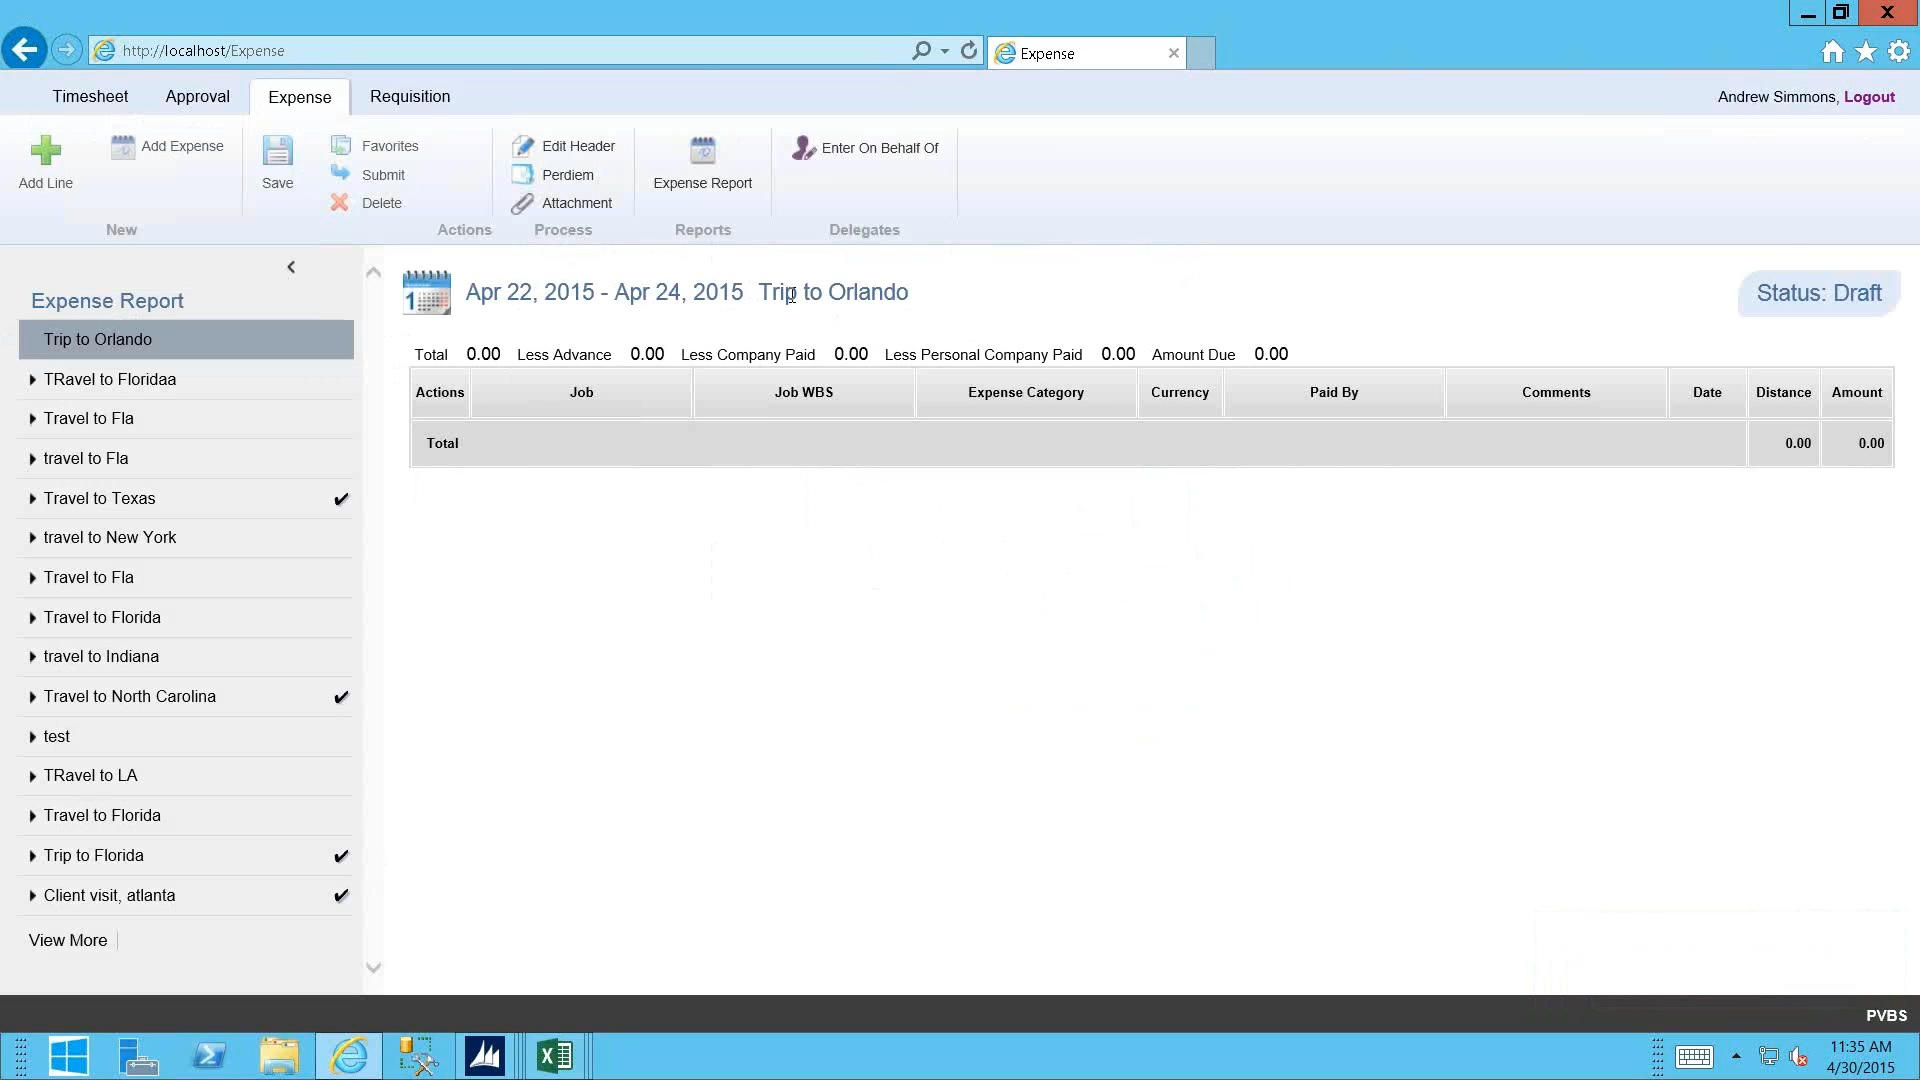 http://localhost/Expense
Expense
Timesheet Approval Expense Requisition
Andrew Simmons, Logout
Add Line
Add Expense
New
Save
Favorites
Submit
Delete
Actions
Edit Header
Perdiem
Attachment
Process
Expense Report
Reports
Enter On Behalf Of
Delegates
Expense Report
Trip to Orlando
TRavel to Floridaa
Travel to Fla
travel to Fla
Travel to Texas
travel to New York
Travel to Fla
Travel to Florida
travel to Indiana
Travel to North Carolina
test
TRavel to LA
Travel to Florida
Trip to Florida
Client visit, atlanta
View More
1
Apr 22, 2015 - Apr 24, 2015 Trip to Orlando
Status: Draft
Total 0.00 Less Advance 0.00 Less Company Paid 0.00 Less Personal Company Paid 0.00 Amount Due 0.00
Actions Job Job WBS Expense Category Currency Paid By Comments Date Distance Amount
Total 0.00 0.00
PVBS
11:35 AM
4/30/2015